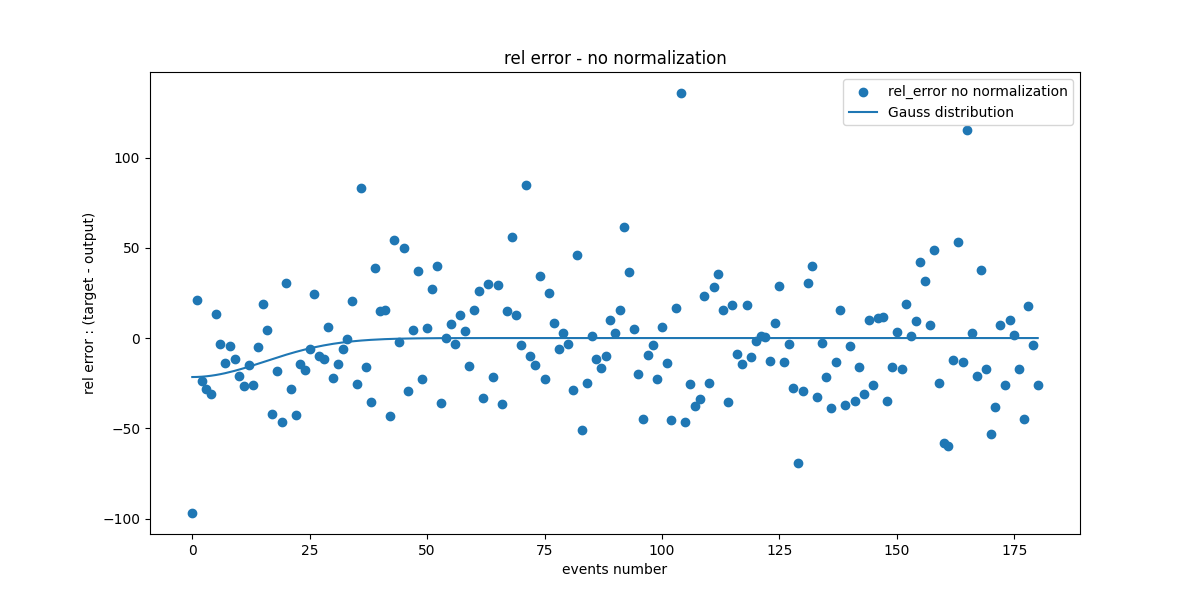 rel error - no normalization
rel_error no normalization
Gauss distribution
rel error : (target - output)
100
50
0
−50
−100
0
25
50
75
100
125
150
175
events number